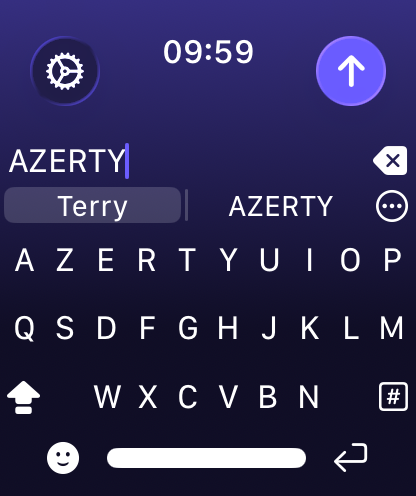 09:59
AZERTY
Terry AZERTY
A Z E R T Y U I O P
Q S D F G H J K L M
W X C V B N #